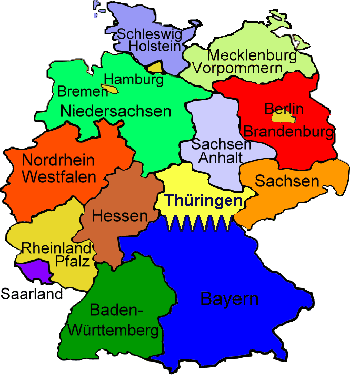 Schleswig
Holstein
Mecklenburg
Vorpommern
Hamburg
Bremen
Niedersachsen
Berlin
Brandenburg
Sachsen
Anhalt
Nordrhein
Westfalen
Sachsen
Thüringen
Hessen
Rheinland
Pfalz
Saarland
Bayern
Baden-
Württemberg